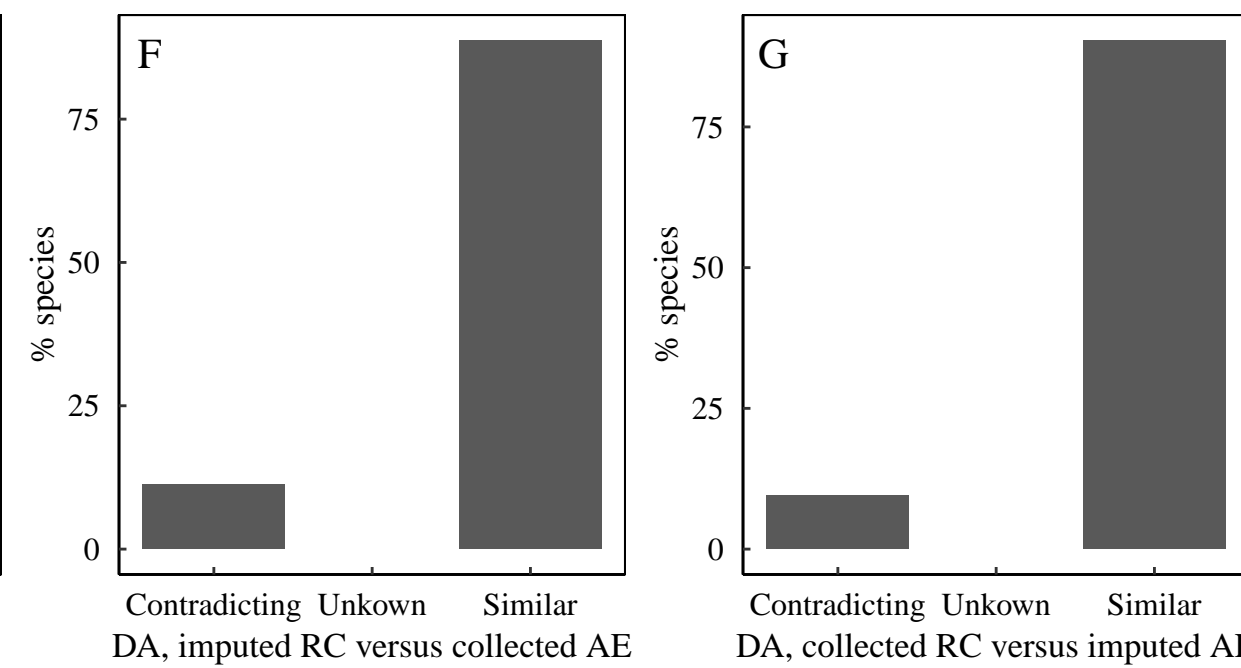 F
75
50
25
0
% species
Contradicting Unkown Similar
DA, imputed RC versus collected AE
G
75
50
25
0
% species
Contradicting Unkown Similar
DA, collected RC versus imputed